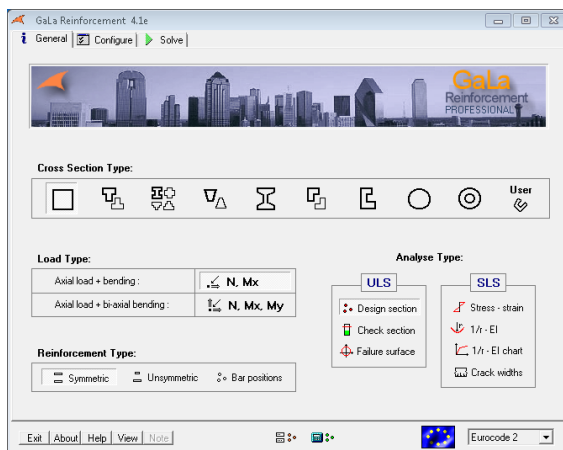 GaLa Reinforcement 4.1e
General Configure Solve
GaLa
Reinforcement
PROFESSIONAL
Cross Section Type:
User
Load Type:
Axial load + bending : N, Mx
Axial load + bi-axial bending : N, Mx, My
Analyse Type:
ULS
Design section
Check section
Failure surface
SLS
Stress - strain
1/r - EI
1/r - EI chart
Crack widths
Reinforcement Type:
Symmetric Unsymmetric Bar positions
Exit About Help View Note Eurocode 2